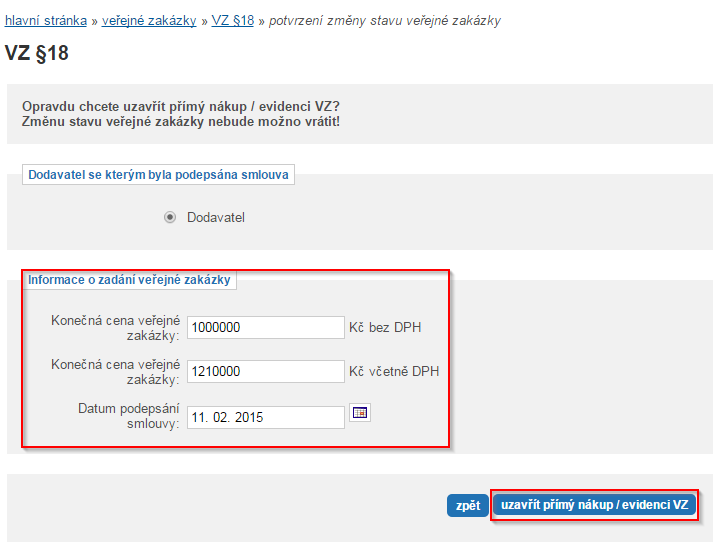 hlavní stránka » veřejné zakázky » VZ §18 » potvrzení změny stavu veřejné zakázky
VZ §18
Opravdu chcete uzavřít přímý nákup / evidenci VZ?
Změnu stavu veřejné zakázky nebude možno vrátit!
Dodavatel se kterým byla podepsána smlouva
Dodavatel
Informace o zadání veřejné zakázky
Konečná cena veřejné
zakázky:
1000000 Kč bez DPH
Konečná cena veřejné
zakázky:
1210000 Kč včetně DPH
Datum podepsání
smlouvy:
11. 02. 2015
zpět uzavřít přímý nákup / evidenci VZ